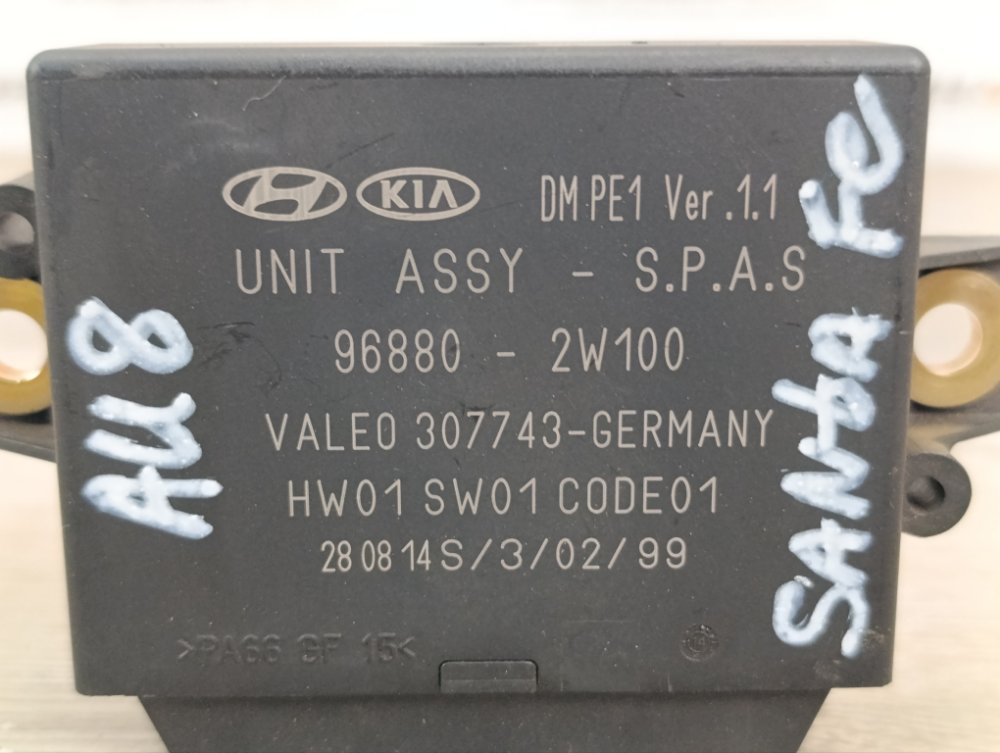 KIA DM PE1 Ver .1.1
UNIT ASSY - S.P.A.S
96880 - 2W100
VALEO 307743-GERMANY
HW01 SW01 CODE01
28 08 14 S/3/02/99
>PA66 GF 15<
AU8
SANtA Fe